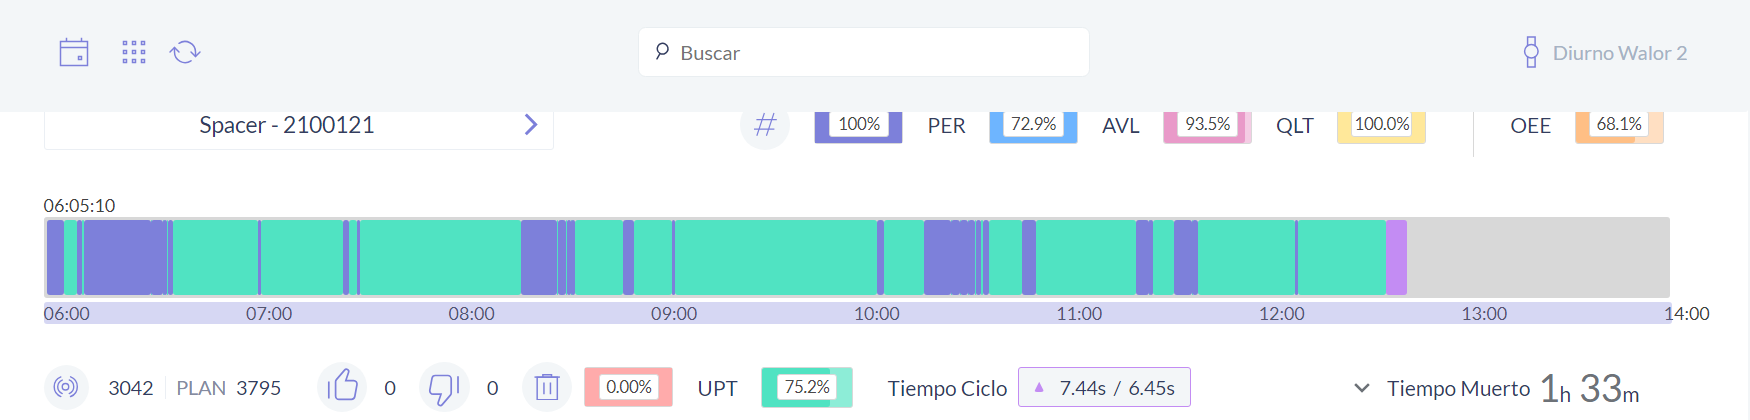 Buscar
Diurno Walor 2
Spacer - 2100121
100% PER 72.9% AVL 93.5% QLT 100.0% OEE 68.1%
06:05:10
06:00 07:00 08:00 09:00 10:00 11:00 12:00 13:00 14:00
3042 PLAN 3795 0 0 0.00% UPT 75.2% Tiempo Ciclo 7.44s / 6.45s Tiempo Muerto 1h 33m